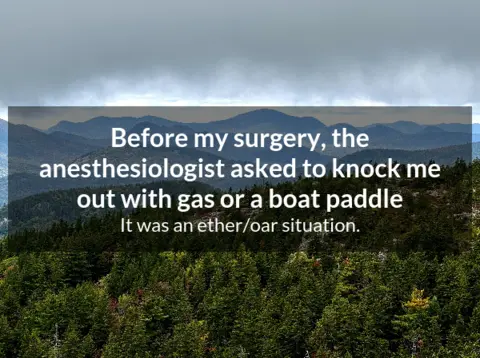 Before my surgery, the
anesthesiologist asked to knock me
out with gas or a boat paddle
It was an ether/oar situation.